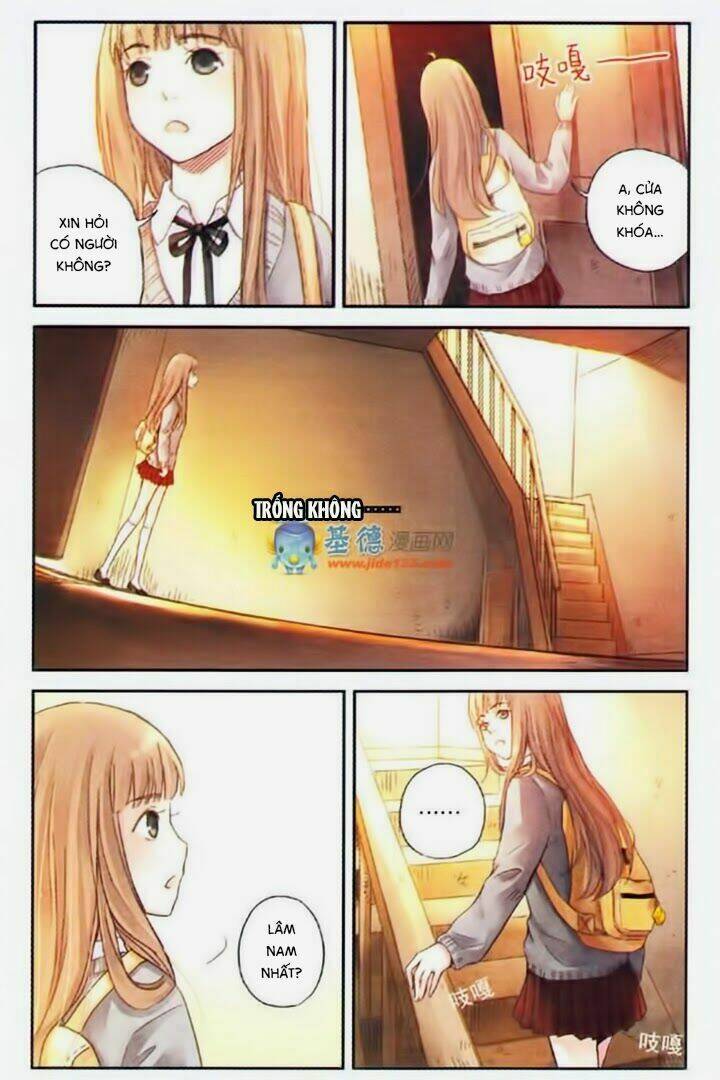 XIN HỎI
CÓ NGƯỜI
KHÔNG?
吱嘎——
A, CỬA
KHÔNG
KHÓA...
TRỐNG KHÔNG······
基德漫画网
www.jide123.com
LÂM
NAM
NHẤT?
······
吱嘎
吱嘎